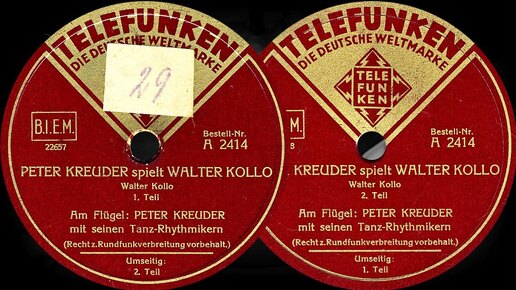 TELEFUNKEN
DIE DEUTSCHE WELTMARKE
29
B.I.E.M.
22657
Bestell-Nr.
A 2414
PETER KREUDER spielt WALTER KOLLO
Walter Kollo
1. Teil
Am Flügel: PETER KREUDER
mit seinen Tanz-Rhythmikern
(Recht z. Rundfunkverbreitung vorbehalt.)
Umseitig:
2. Teil
TELEFUNKEN
DIE DEUTSCHE WELTMARKE
TELE
FUN
KEN
M.
8
Bestell-Nr.
A 2414
. KREUDER spielt WALTER KOLLO
Walter Kollo
2. Teil
Am Flügel: PETER KREUDER
mit seinen Tanz-Rhythmikern
(Recht z. Rundfunkverbreitung vorbehalt.)
Umseitig:
1. Teil